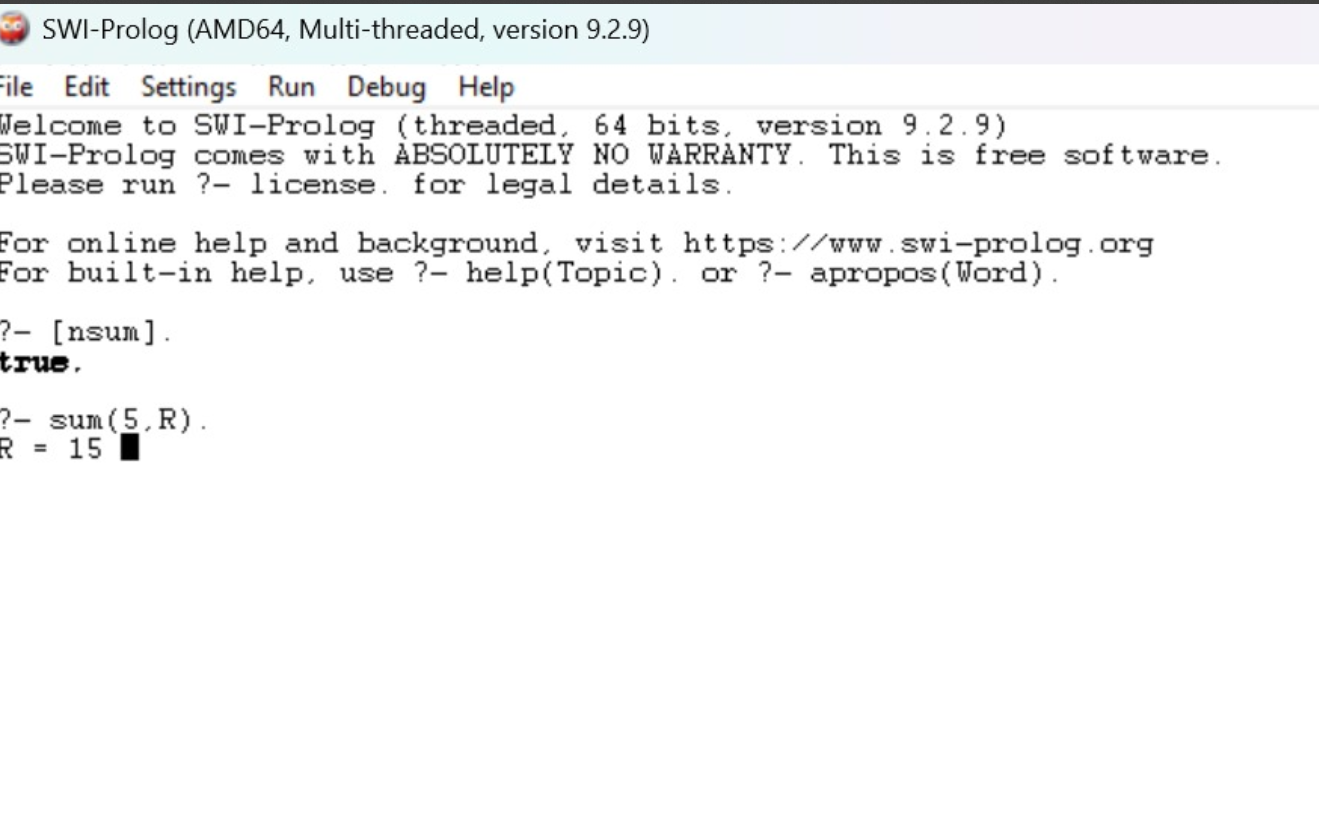 SWI-Prolog (AMD64, Multi-threaded, version 9.2.9)
File Edit Settings Run Debug Help
Welcome to SWI-Prolog (threaded, 64 bits, version 9.2.9)
SWI-Prolog comes with ABSOLUTELY NO WARRANTY. This is free software.
Please run ?- license. for legal details.
For online help and background, visit https://www.swi-prolog.org
For built-in help, use ?- help(Topic). or ?- apropos(Word).
?- [nsum].
true.
?- sum(5,R).
R = 15